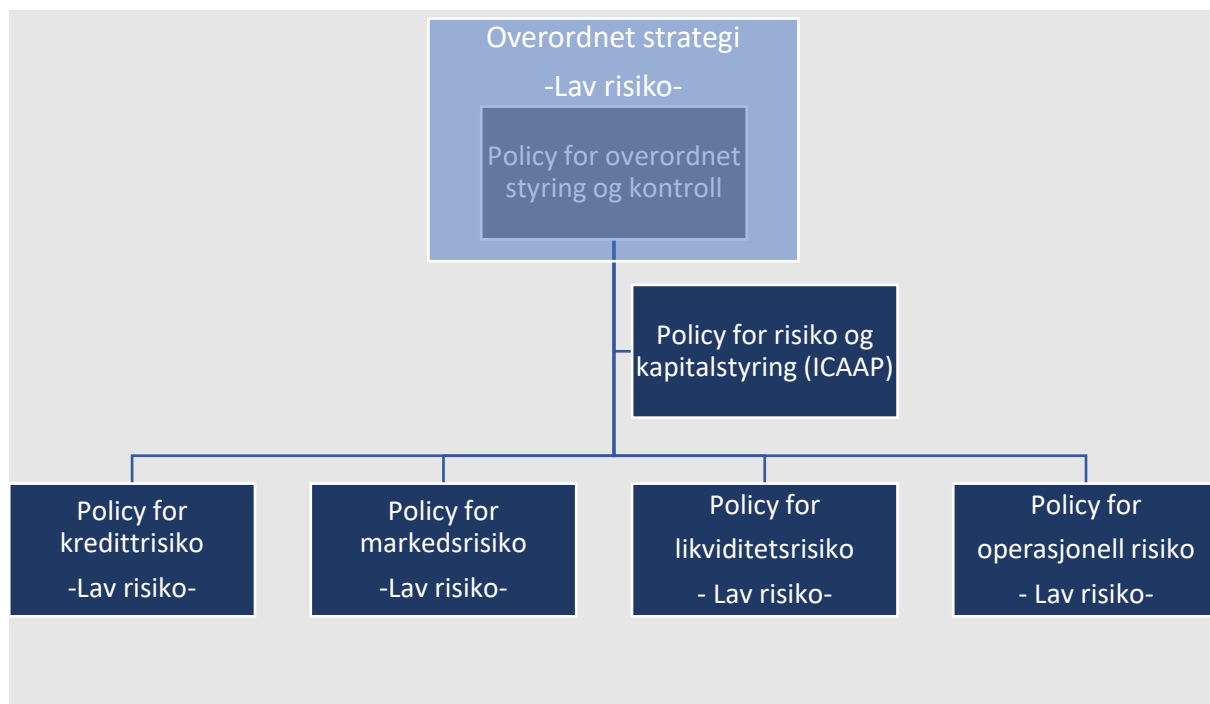 Overordnet strategi
-Lav risiko-
Policy for overordnet
styring og kontroll
Policy for risiko og
kapitalstyring (ICAAP)
Policy for
kredittrisiko
-Lav risiko-
Policy for
markedsrisiko
-Lav risiko-
Policy for
likviditetsrisiko
- Lav risiko-
Policy for
operasjonell risiko
- Lav risiko-